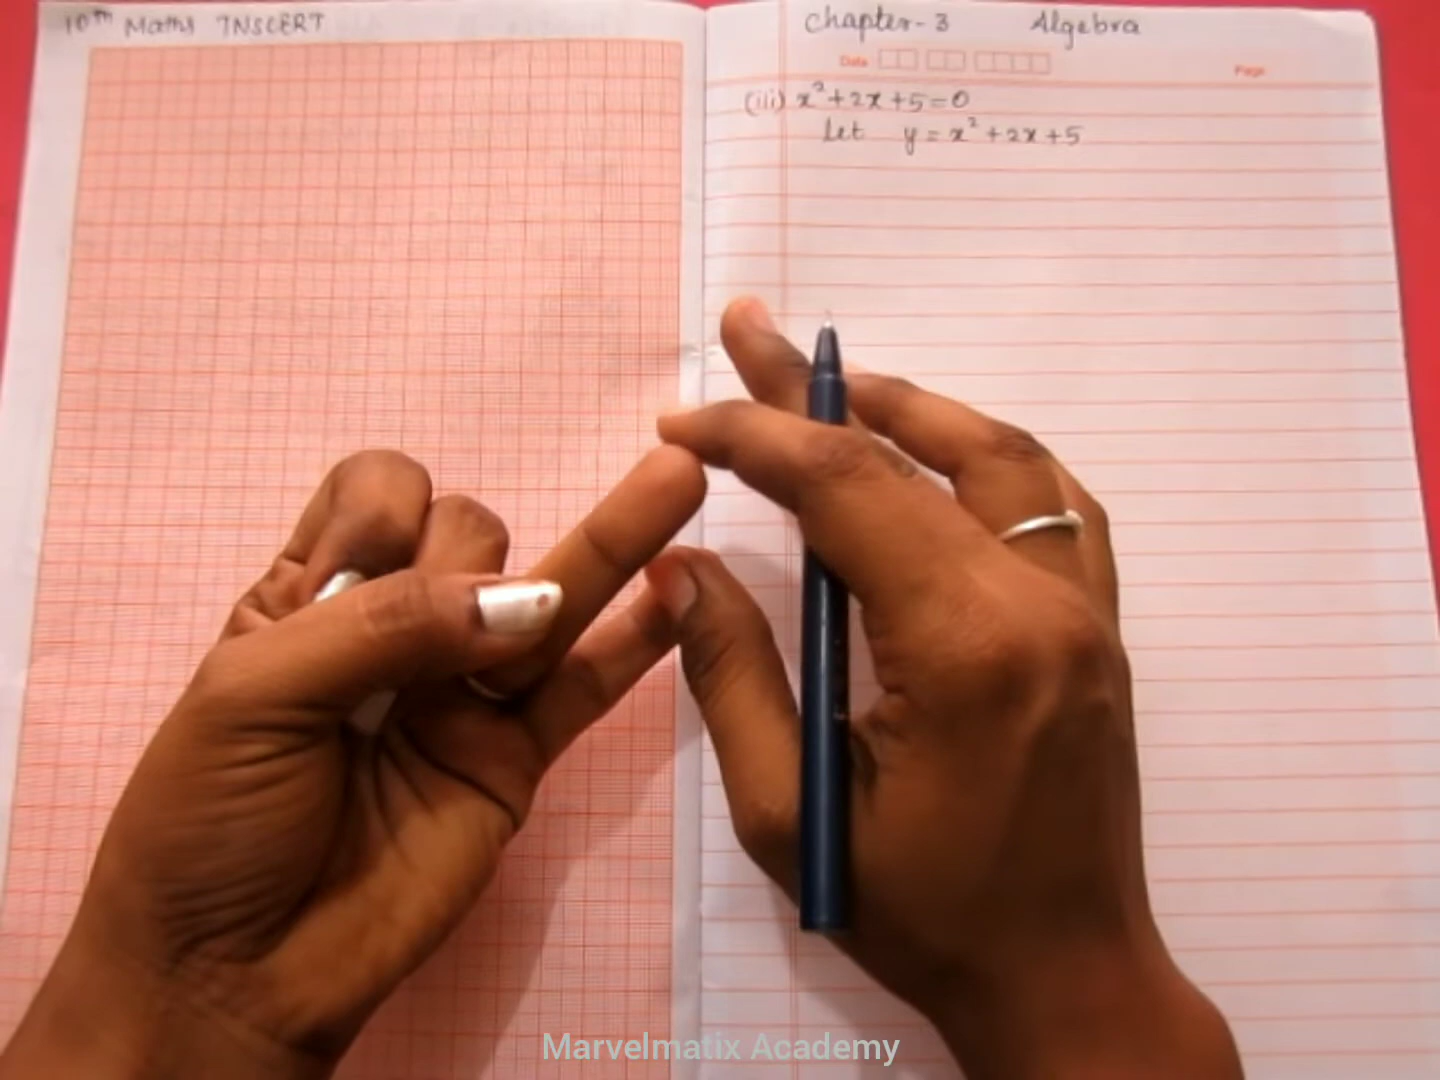 10th Maths TNSCERT
Chapter-3 Algebra
Date Page
(iii) x²+2x+5=0
Let y = x²+2x+5
Marvelmatix Academy